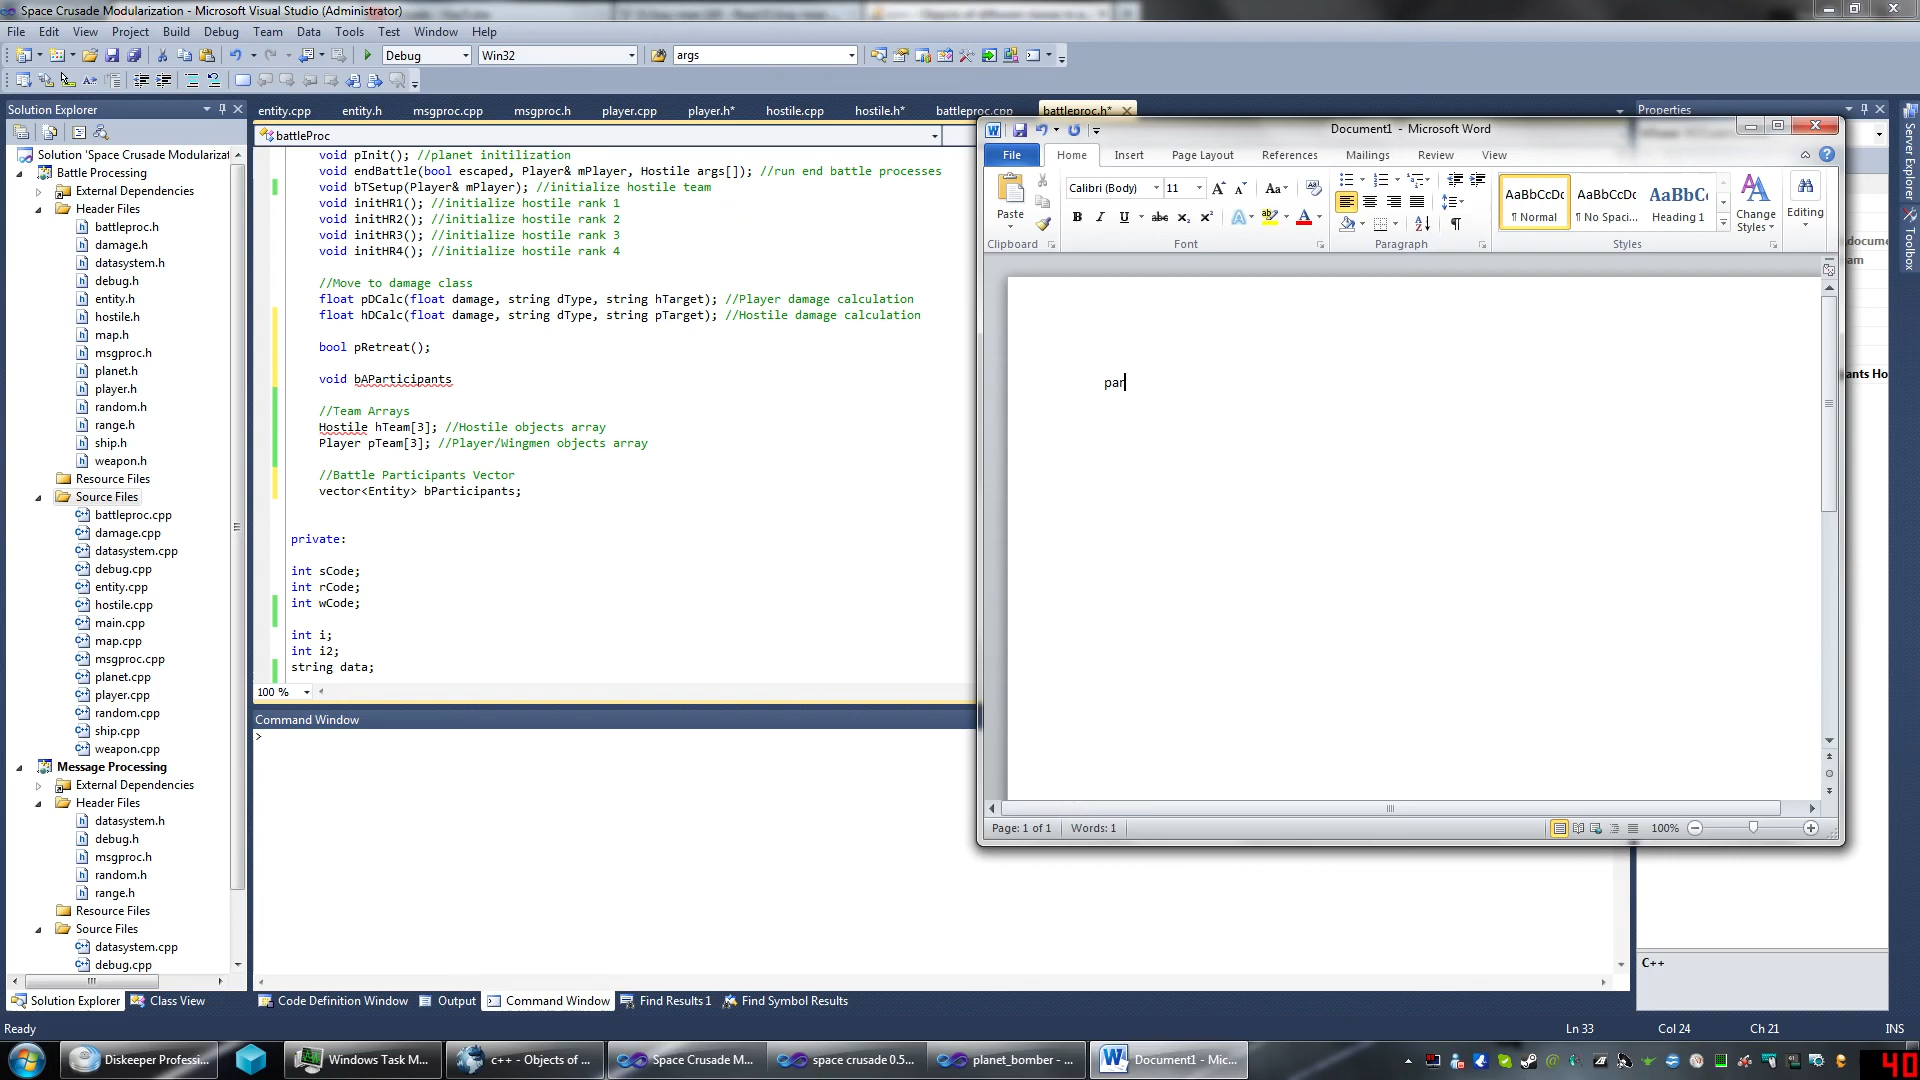 Space Crusade Modularization - Microsoft Visual Studio (Administrator)
File Edit View Project Build Debug Team Data Tools Test Window Help
Debug Win32 args
Solution Explorer
entity.cpp entity.h msgproc.cpp msgproc.h player.cpp player.h* hostile.cpp hostile.h* battleproc.cpp battleproc.h*
Properties
battleProc
Solution 'Space Crusade Modularizat
Battle Processing
External Dependencies
Header Files
battleproc.h
damage.h
datasystem.h
debug.h
entity.h
hostile.h
map.h
msgproc.h
planet.h
player.h
random.h
range.h
ship.h
weapon.h
Resource Files
Source Files
battleproc.cpp
damage.cpp
datasystem.cpp
debug.cpp
entity.cpp
hostile.cpp
main.cpp
map.cpp
msgproc.cpp
planet.cpp
player.cpp
random.cpp
ship.cpp
weapon.cpp
Message Processing
External Dependencies
Header Files
datasystem.h
debug.h
msgproc.h
random.h
range.h
Resource Files
Source Files
datasystem.cpp
debug.cpp
Solution Explorer Class View
void pInit(); //planet initilization
void endBattle(bool escaped, Player& mPlayer, Hostile args[]); //run end battle processes
void bTSetup(Player& mPlayer); //initialize hostile team
void initHR1(); //initialize hostile rank 1
void initHR2(); //initialize hostile rank 2
void initHR3(); //initialize hostile rank 3
void initHR4(); //initialize hostile rank 4
//Move to damage class
float pDCalc(float damage, string dType, string hTarget); //Player damage calculation
float hDCalc(float damage, string dType, string pTarget); //Hostile damage calculation
bool pRetreat();
void bAParticipants
//Team Arrays
Hostile hTeam[3]; //Hostile objects array
Player pTeam[3]; //Player/Wingmen objects array
//Battle Participants Vector
vector<Entity> bParticipants;
private:
int sCode;
int rCode;
int wCode;
int i;
int i2;
string data;
100 %
Command Window
>
Code Definition Window Output Command Window Find Results 1 Find Symbol Results
Document1 - Microsoft Word
File Home Insert Page Layout References Mailings Review View
Paste
Calibri (Body) 11
B I U abc x₂ x²
Aa
AaBbCcDc AaBbCcDc AaBbCc
¶ Normal ¶ No Spaci... Heading 1
Change Styles
Editing
Clipboard Font Paragraph Styles
par
Page: 1 of 1 Words: 1
100%
Server Explorer
Toolbox
docume
am
ants Ho
C++
Ready
Ln 33 Col 24 Ch 21 INS
Diskeeper Professi...
Windows Task M...
c++ - Objects of ...
Space Crusade M...
space crusade 0.5...
planet_bomber - ...
Document1 - Mic...
40